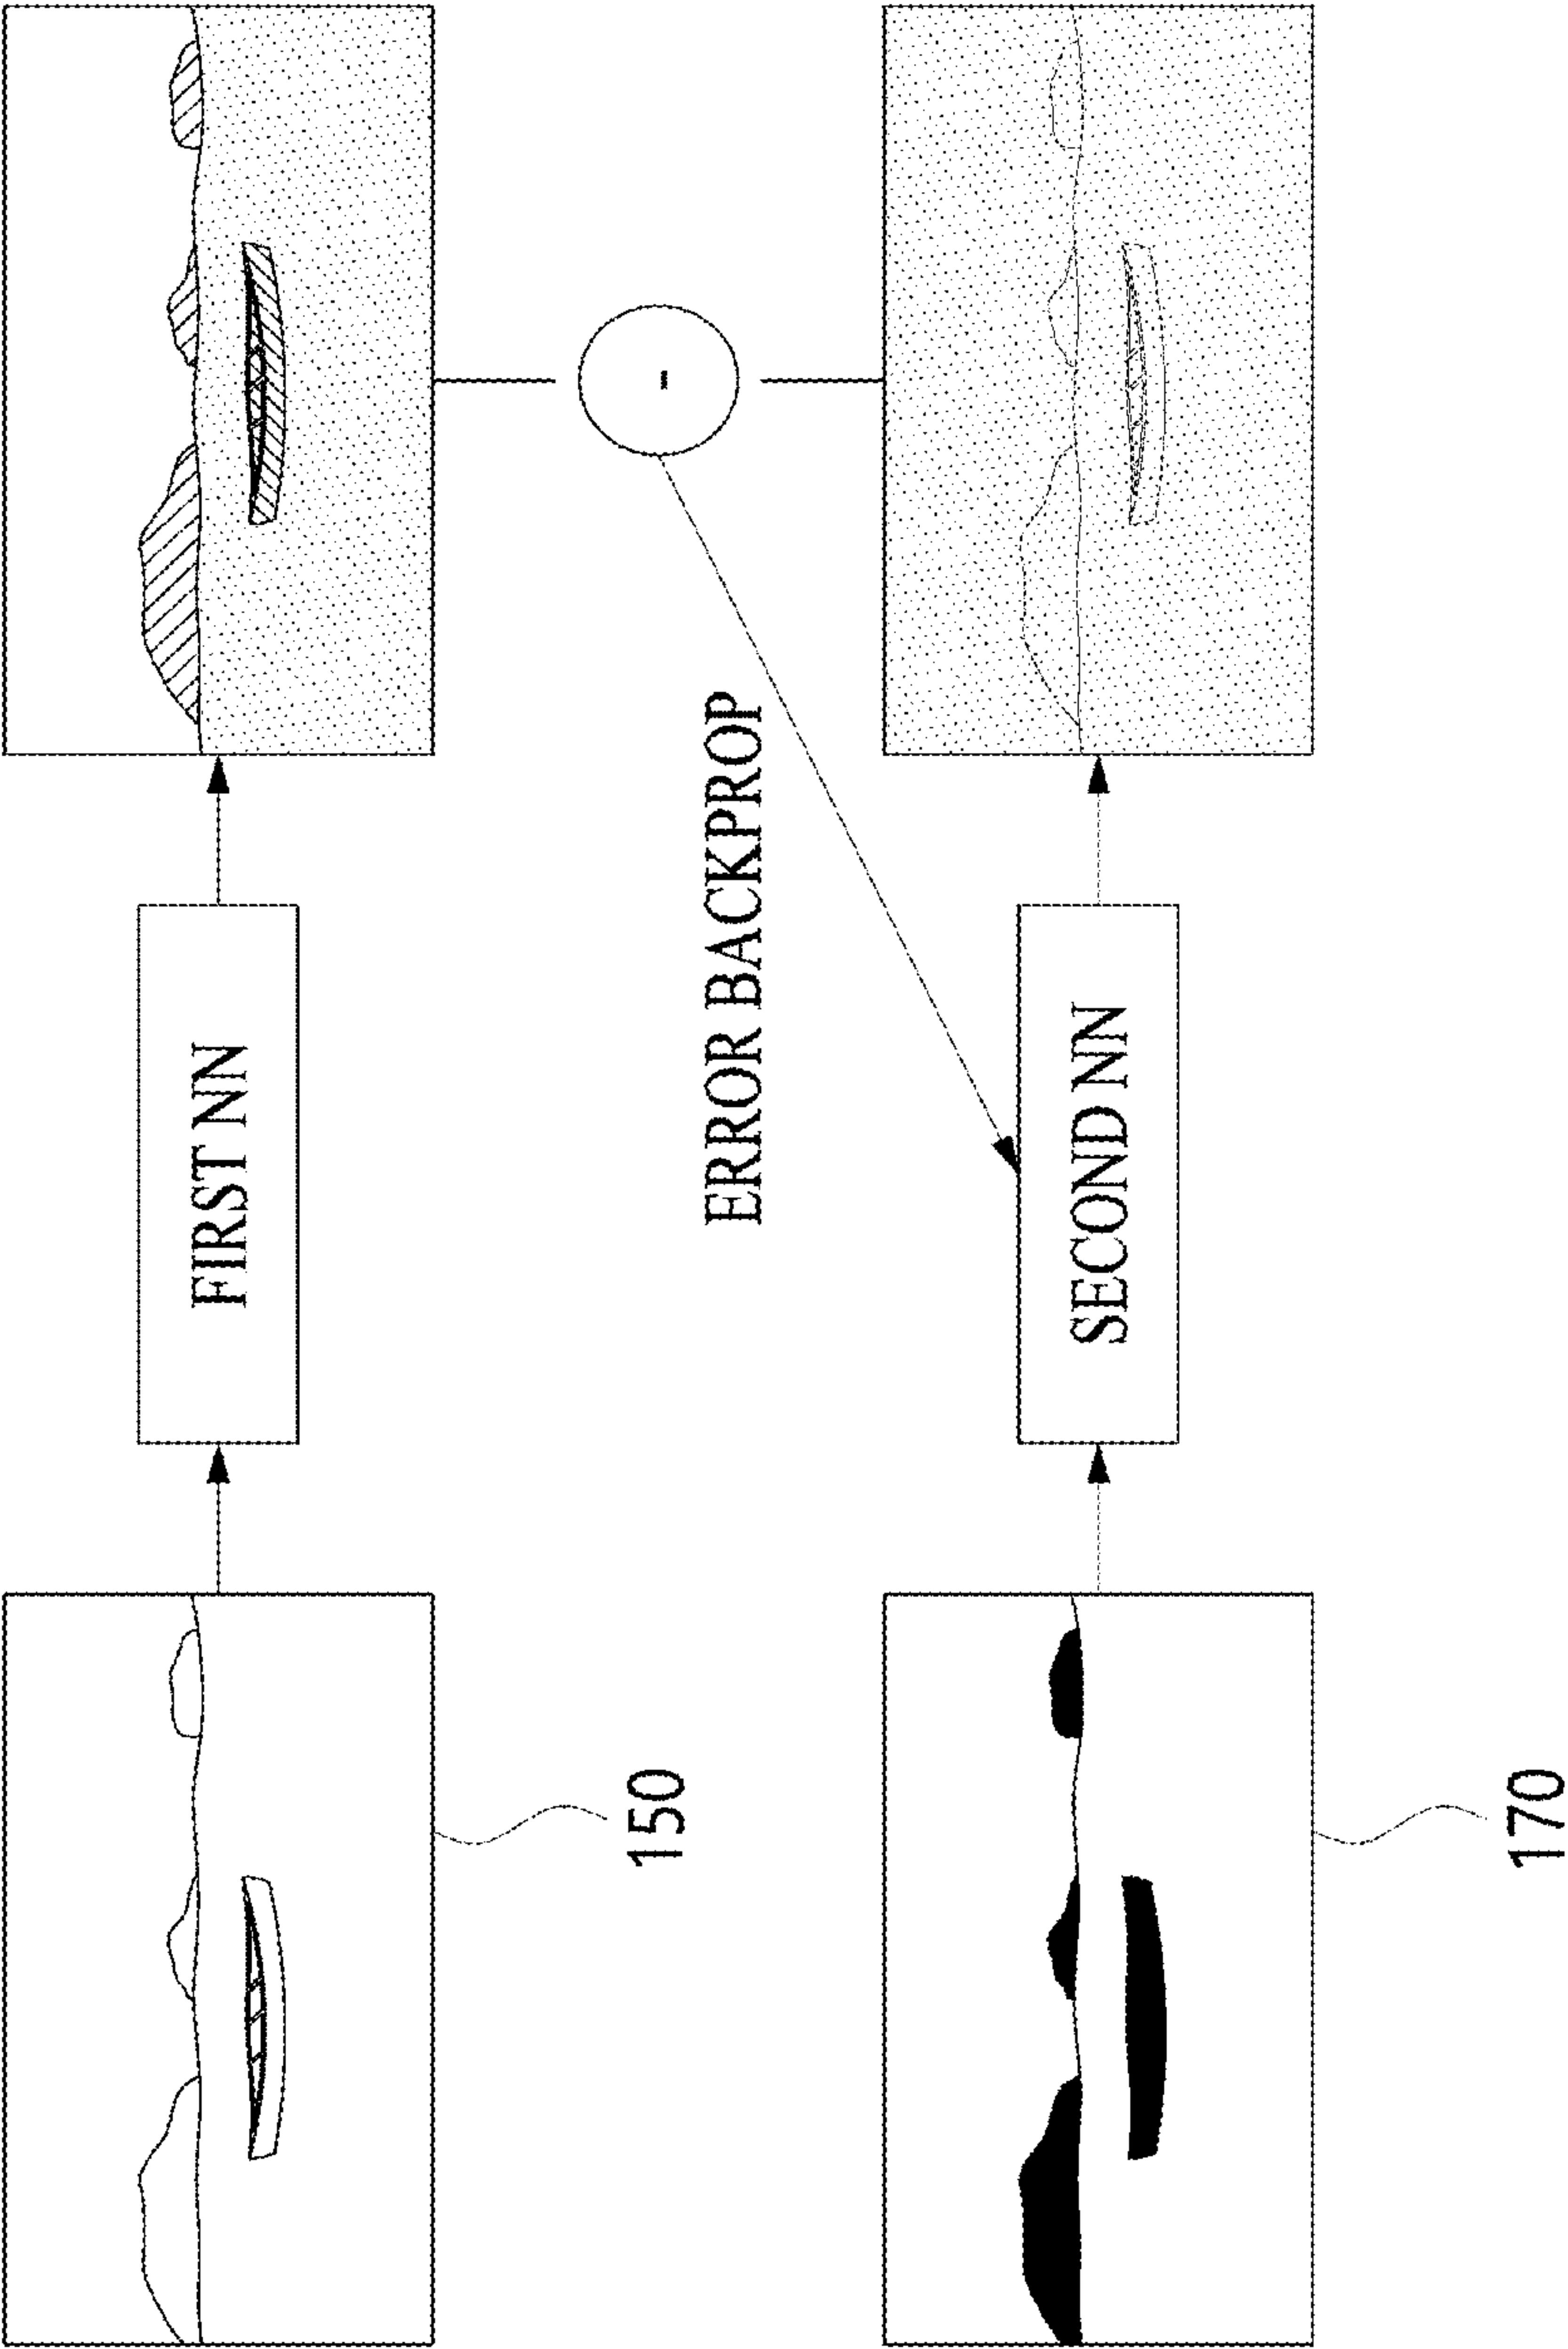 150
FIRST NN
ERROR BACKPROP
-
170
SECOND NN